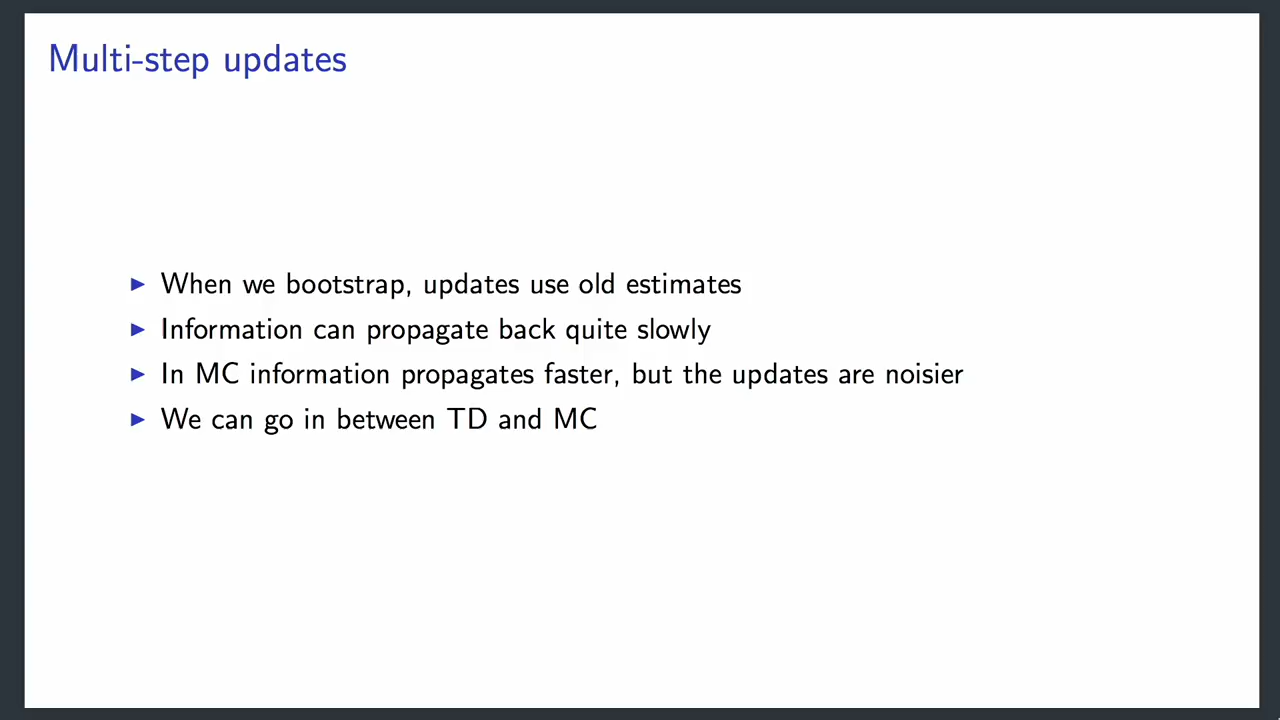 Multi-step updates
▶ When we bootstrap, updates use old estimates
▶ Information can propagate back quite slowly
▶ In MC information propagates faster, but the updates are noisier
▶ We can go in between TD and MC